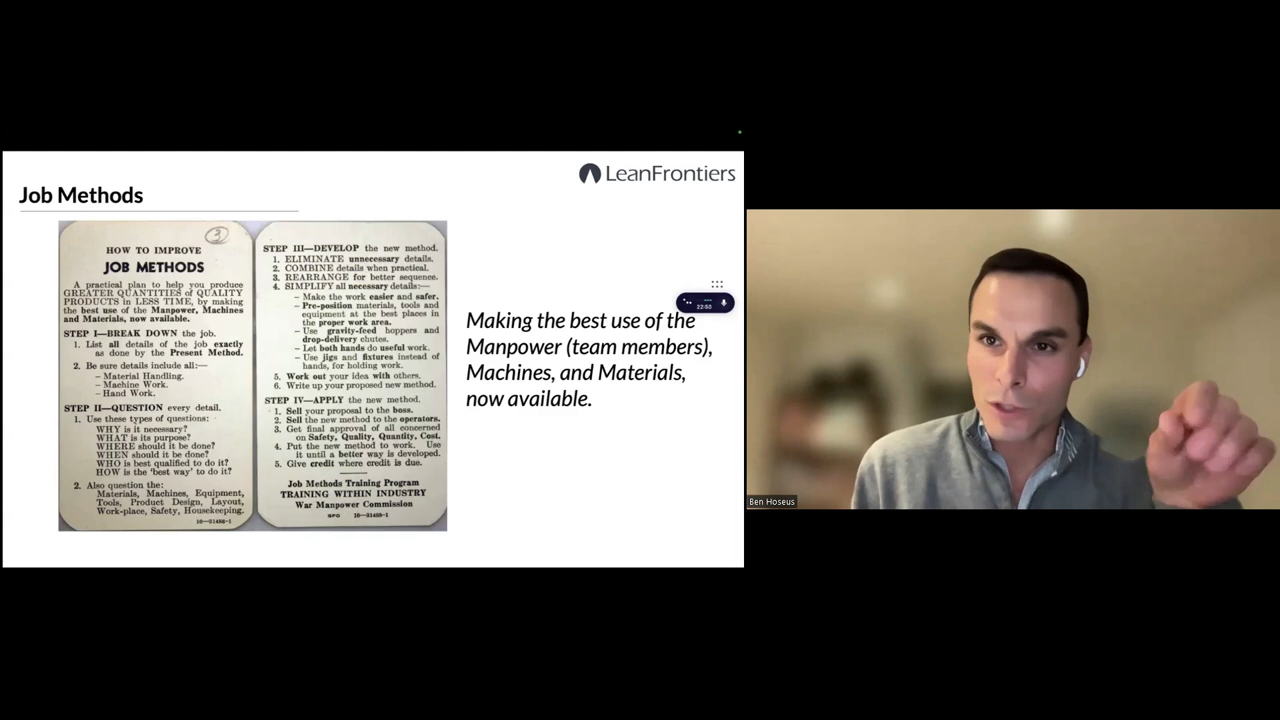 LeanFrontiers
Job Methods
3
HOW TO IMPROVE
JOB METHODS
A practical plan to help you produce
GREATER QUANTITIES of QUALITY
PRODUCTS in LESS TIME, by making
the best use of the Manpower, Machines
and Materials, now available.
STEP I—BREAK DOWN the job.
1. List all details of the job exactly
as done by the Present Method.
2. Be sure details include all:—
– Material Handling.
– Machine Work.
– Hand Work.
STEP II—QUESTION every detail.
1. Use these types of questions:
WHY is it necessary?
WHAT is its purpose?
WHERE should it be done?
WHEN should it be done?
WHO is best qualified to do it?
HOW is the 'best way' to do it?
2. Also question the:
Materials, Machines, Equipment,
Tools, Product Design, Layout,
Work-place, Safety, Housekeeping.
STEP III—DEVELOP the new method.
1. ELIMINATE unnecessary details.
2. COMBINE details when practical.
3. REARRANGE for better sequence.
4. SIMPLIFY all necessary details:—
– Make the work easier and safer.
– Pre-position materials, tools and
equipment at the best places in
the proper work area.
– Use gravity-feed hoppers and
drop-delivery chutes.
– Let both hands do useful work.
– Use jigs and fixtures instead of
hands, for holding work.
5. Work out your idea with others.
6. Write up your proposed new method.
STEP IV—APPLY the new method.
1. Sell your proposal to the boss.
2. Sell the new method to the operators.
3. Get final approval of all concerned
on Safety, Quality, Quantity, Cost.
4. Put the new method to work. Use
it until a better way is developed.
5. Give credit where credit is due.
Job Methods Training Program
TRAINING WITHIN INDUSTRY
War Manpower Commission
GPO
22:50
Making the best use of the
Manpower (team members),
Machines, and Materials,
now available.
Ben Hoseus